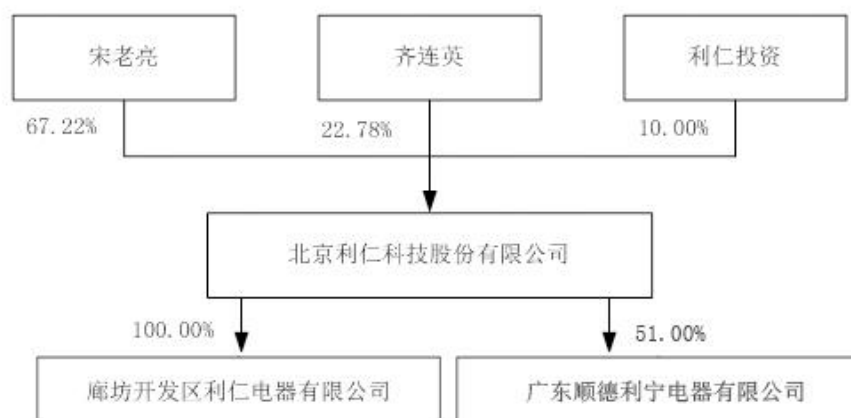 宋老亮
齐连英
利仁投资
67.22%
22.78%
10.00%
北京利仁科技股份有限公司
100.00%
51.00%
廊坊开发区利仁电器有限公司
广东顺德利宁电器有限公司